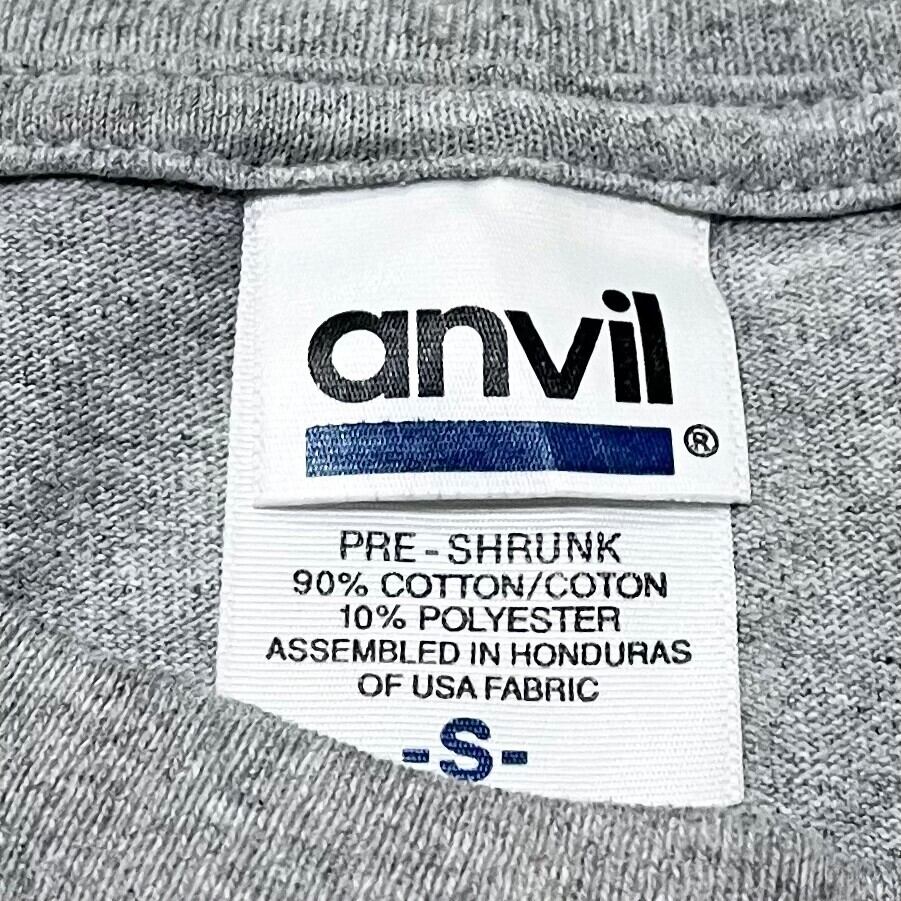 anvil
®
PRE-SHRUNK
90% COTTON/COTON
10% POLYESTER
ASSEMBLED IN HONDURAS
OF USA FABRIC
-S-